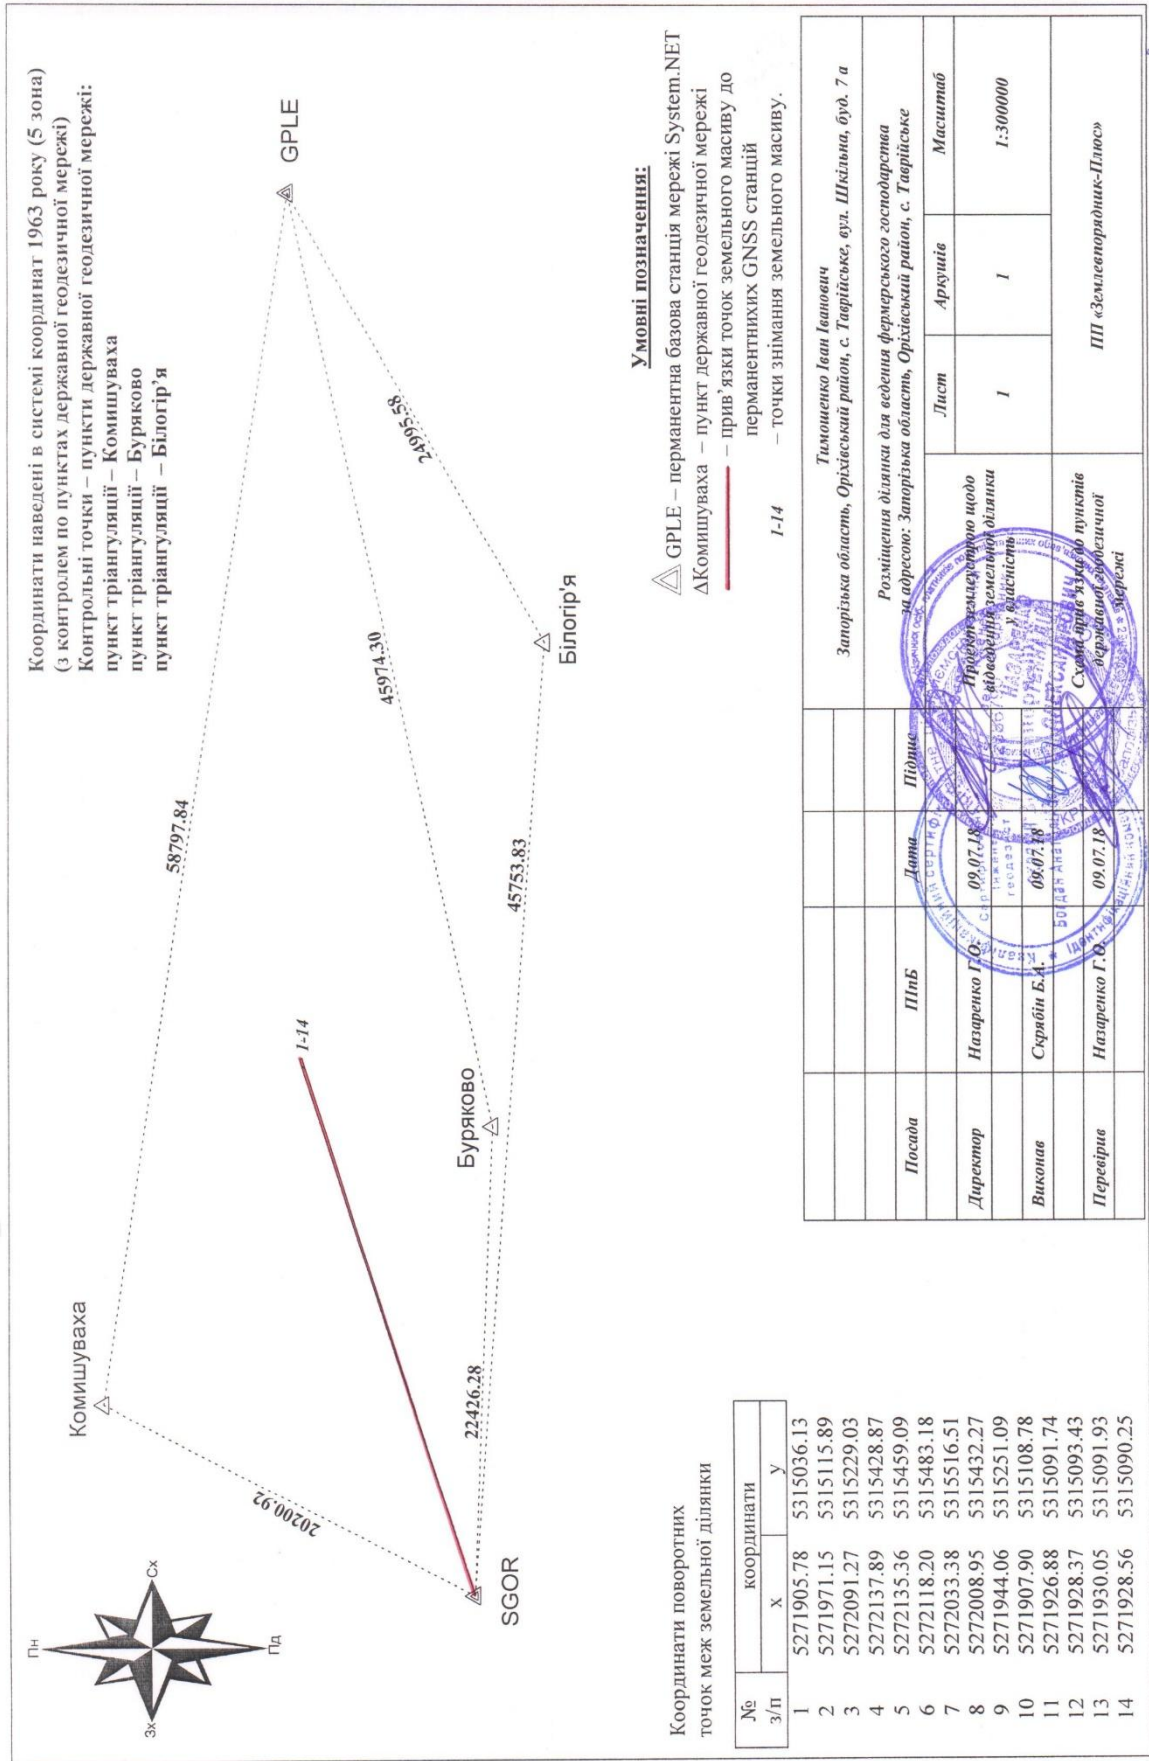 Координати наведені в системі координат 1963 року (5 зона)
(з контролем по пунктах державної геодезичної мережі)
Контрольні точки – пункти державної геодезичної мережі:
пункт тріангуляції – Комишуваха
пункт тріангуляції – Буряково
пункт тріангуляції – Білогір'я
Пн
Зх
Сх
Пд
Комишуваха
58797.84
GPLE
20200.92
1-14
45974.30
24995.58
Буряково
22426.28
SGOR
45753.83
Білогір'я
Умовні позначення:
GPLE – перманентна базова станція мережі System.NET
ΔКомишуваха – пункт державної геодезичної мережі
– прив'язки точок земельного масиву до
перманентнихих GNSS станцій
1-14 – точки знімання земельного масиву.
Координати поворотних
точок меж земельної ділянки
№ з/п координати
x y
1 5271905.78 5315036.13
2 5271971.15 5315115.89
3 5272091.27 5315229.03
4 5272137.89 5315428.87
5 5272135.36 5315459.09
6 5272118.20 5315483.18
7 5272033.38 5315516.51
8 5272008.95 5315432.27
9 5271944.06 5315251.09
10 5271907.90 5315108.78
11 5271926.88 5315091.74
12 5271928.37 5315093.43
13 5271930.05 5315091.93
14 5271928.56 5315090.25
Тимошенко Іван Іванович
Запорізька область, Оріхівський район, с. Таврійське, вул. Шкільна, буд. 7 а
Розміщення ділянки для ведення фермерського господарства
за адресою: Запорізька область, Оріхівський район, с. Таврійське
Посада ПІпБ Дата Підпис
Директор Назаренко Г.О. 09.07.18
Виконав Скрябін Б.А. 09.07.18
Перевірив Назаренко Г.О. 09.07.18
Проект землеустрою щодо
відведення земельної ділянки
у власність
Лист Аркушів Масштаб
1 1 1:300000
Схема прив'язки до пунктів
державної геодезичної
мережі
ПП «Землевпорядник-Плюс»
Інженер
геодезист
ОЛЕКСАНДРОВИЧ
Ідентифікаційний